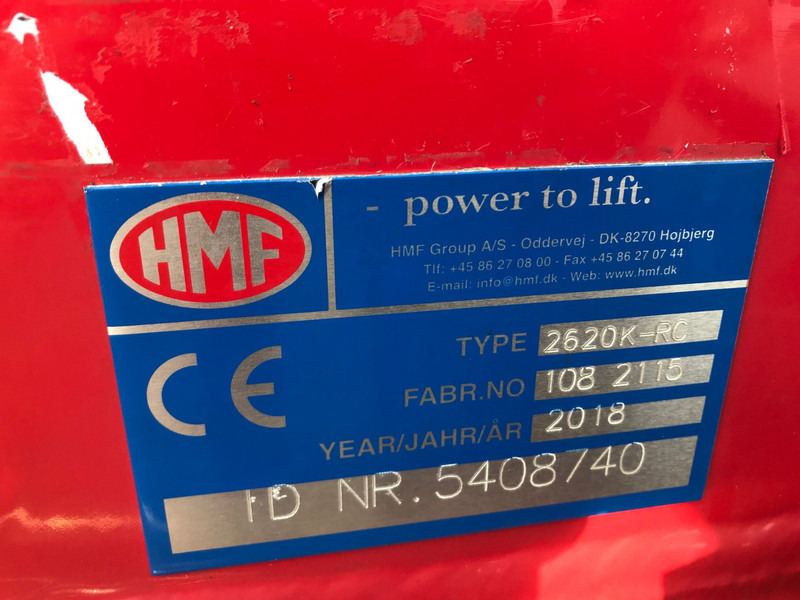 HMF
- power to lift.
HMF Group A/S - Oddervej - DK-8270 Hojbjerg
Tlf: +45 86 27 08 00 - Fax +45 86 27 07 44
E-mail: info@hmf.dk - Web: www.hmf.dk
CE
TYPE 2620K-RC
FABR.NO 108 2115
YEAR/JAHR/ÅR 2018
ID NR. 5408740